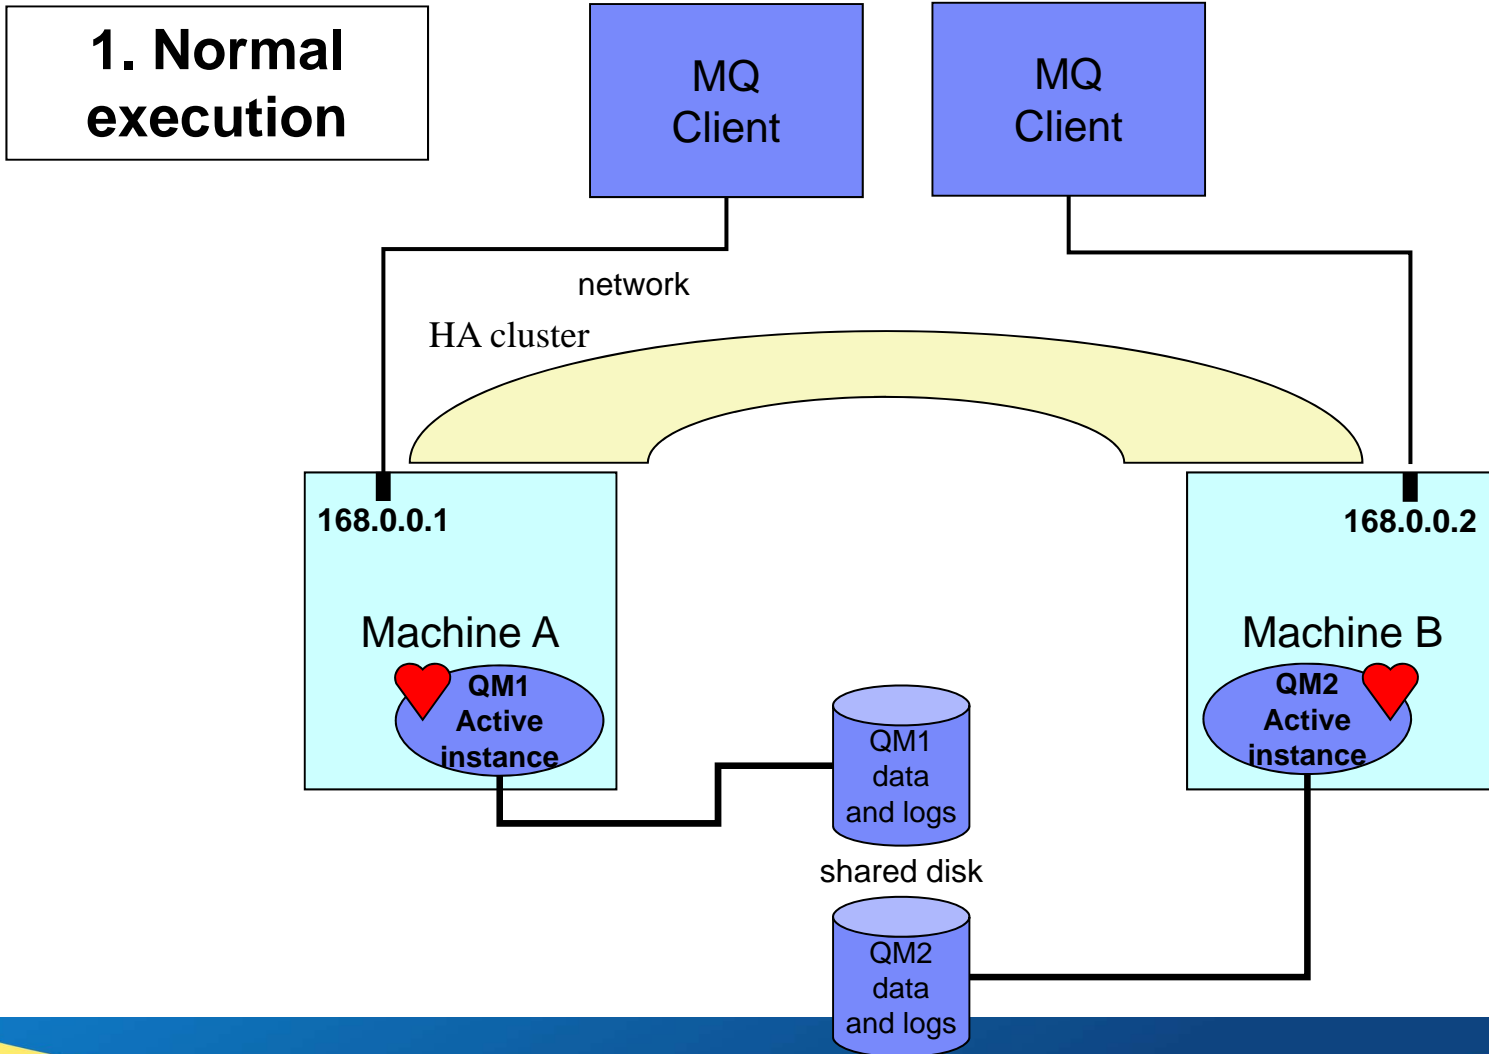 1. Normal
execution
MQ
Client
MQ
Client
network
HA cluster
168.0.0.1
168.0.0.2
Machine A
Machine B
QM1
Active
instance
QM2
Active
instance
QM1
data
and logs
shared disk
QM2
data
and logs